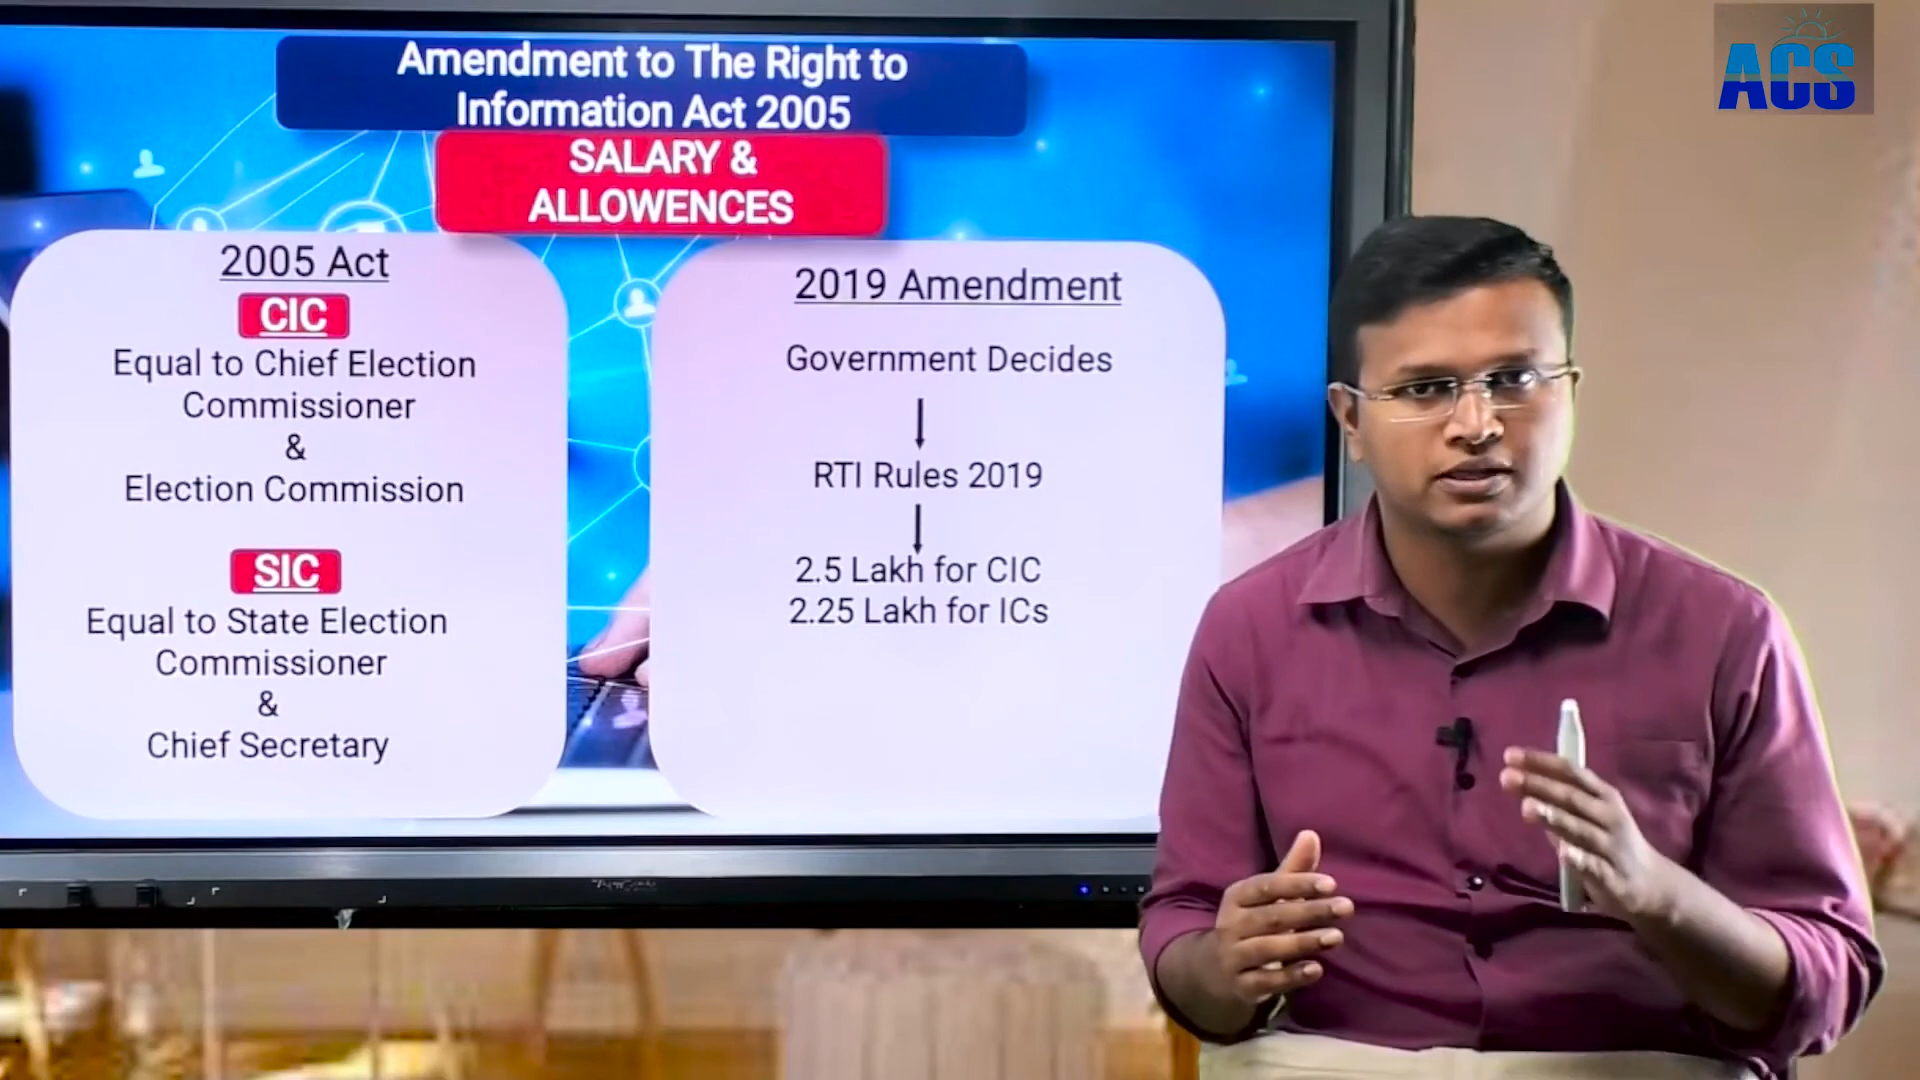 Amendment to The Right to
Information Act 2005
SALARY &
ALLOWENCES
2005 Act
CIC
Equal to Chief Election
Commissioner
&
Election Commission
SIC
Equal to State Election
Commissioner
&
Chief Secretary
2019 Amendment
Government Decides
RTI Rules 2019
2.5 Lakh for CIC
2.25 Lakh for ICs
ACS